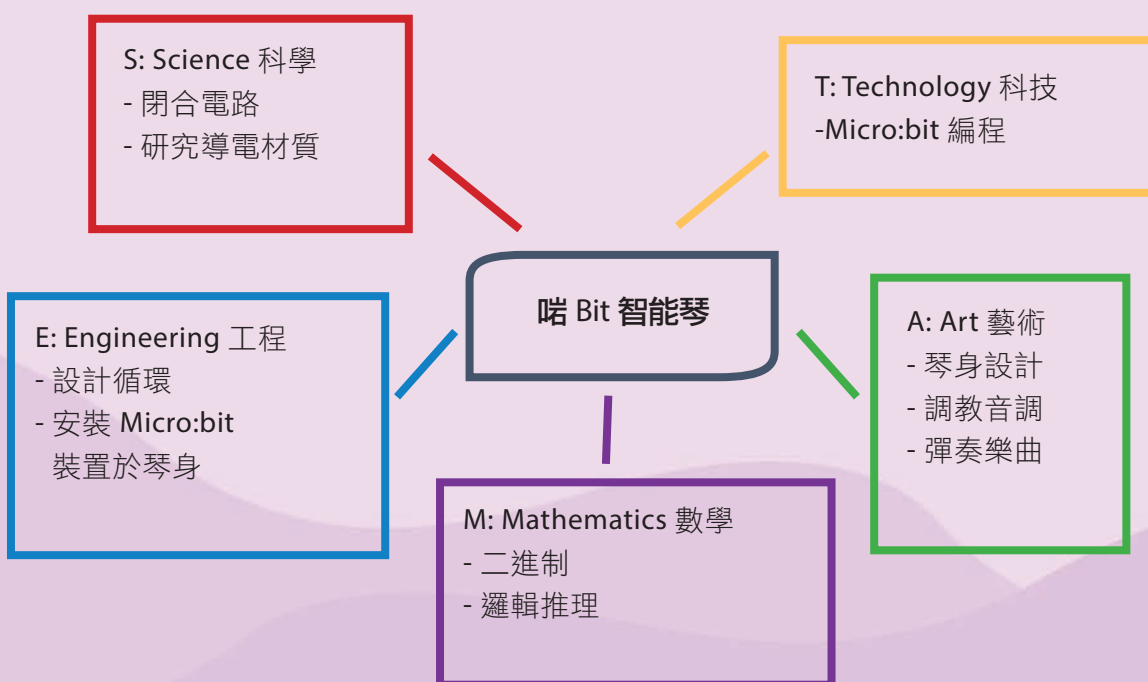 S: Science 科學
- 閉合電路
- 研究導電材質
T: Technology 科技
-Micro:bit 編程
啱 Bit 智能琴
E: Engineering 工程
- 設計循環
- 安裝 Micro:bit
裝置於琴身
A: Art 藝術
- 琴身設計
- 調教音調
- 彈奏樂曲
M: Mathematics 數學
- 二進制
- 邏輯推理